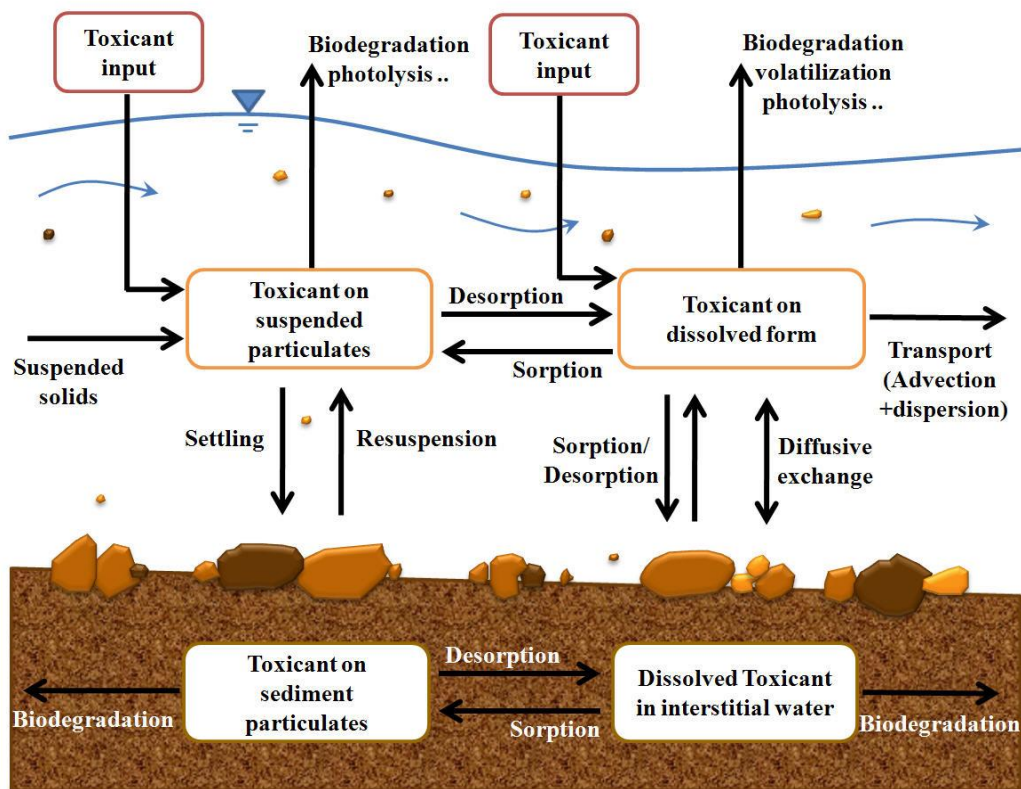 Toxicant
input
Biodegradation
photolysis ..
Toxicant
input
Biodegradation
volatilization
photolysis ..
Toxicant on
suspended
particulates
Desorption
Sorption
Toxicant on
dissolved form
Suspended
solids
Transport
(Advection
+dispersion)
Settling
Resuspension
Sorption/
Desorption
Diffusive
exchange
Toxicant on
sediment
particulates
Desorption
Sorption
Dissolved Toxicant
in interstitial water
Biodegradation
Biodegradation